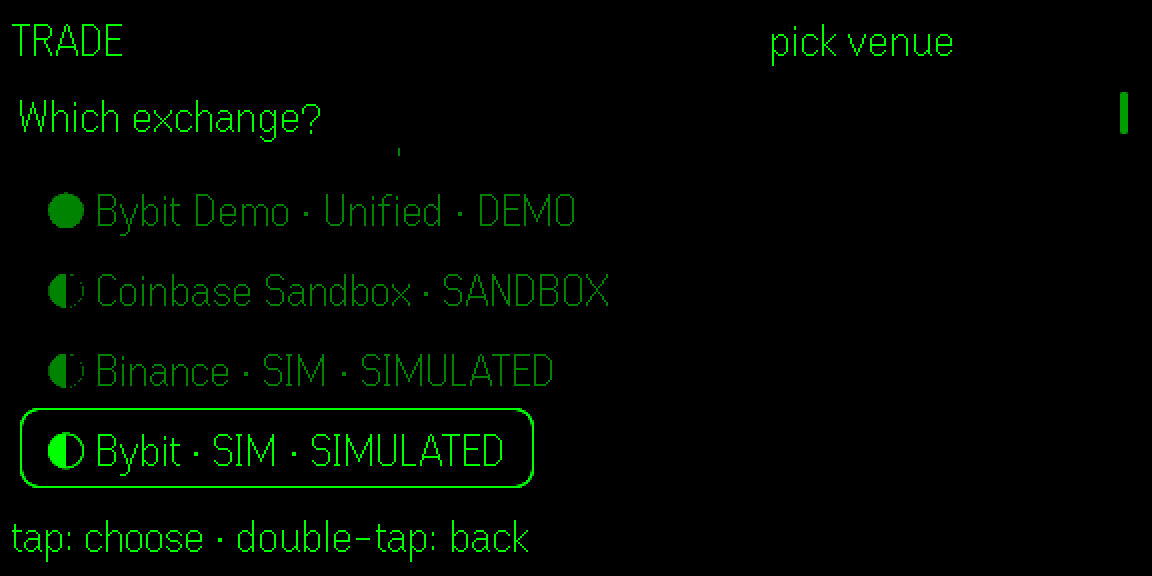 TRADE pick venue
Which exchange?
Bybit Demo · Unified · DEMO
Coinbase Sandbox · SANDBOX
Binance · SIM · SIMULATED
Bybit · SIM · SIMULATED
tap: choose · double-tap: back